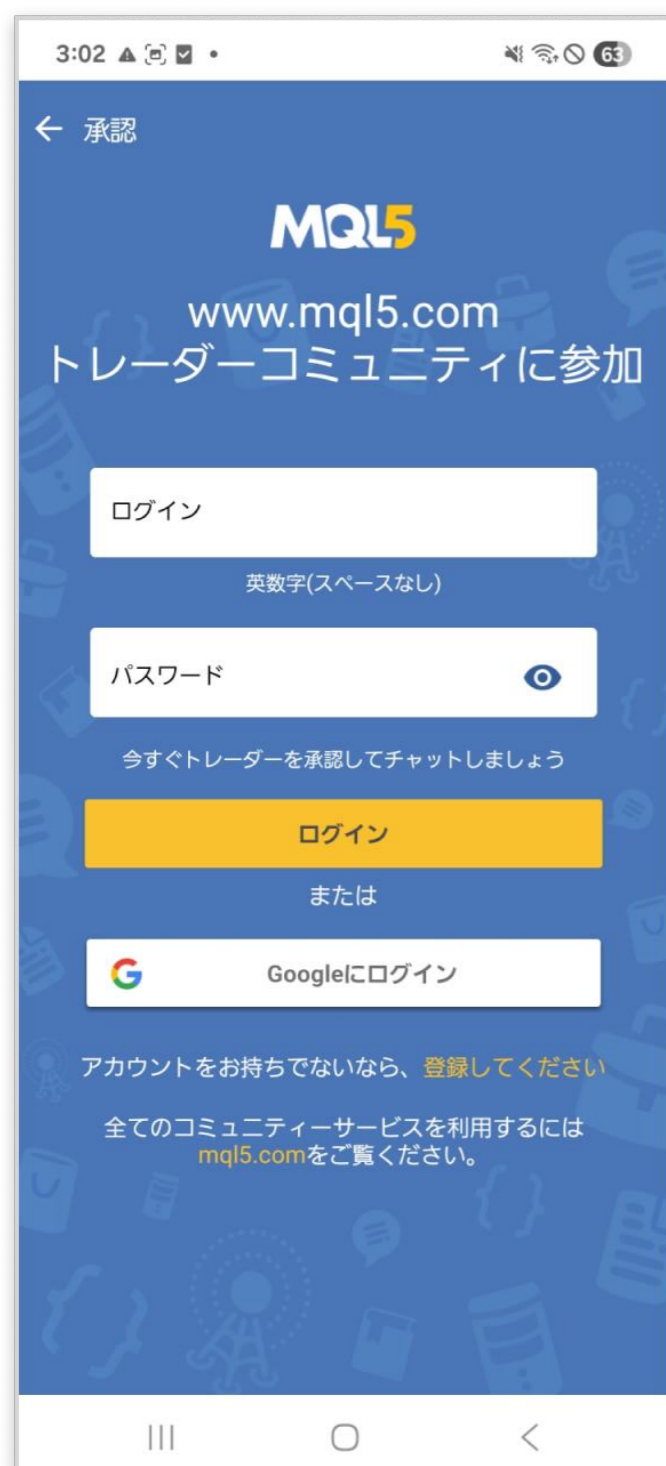 3:02
63
承認
MQL5
www.mql5.com
トレーダーコミュニティに参加
ログイン
英数字(スペースなし)
パスワード
今すぐトレーダーを承認してチャットしましょう
ログイン
または
Googleにログイン
アカウントをお持ちでないなら、登録してください
全てのコミュニティーサービスを利用するには
mql5.comをご覧ください。